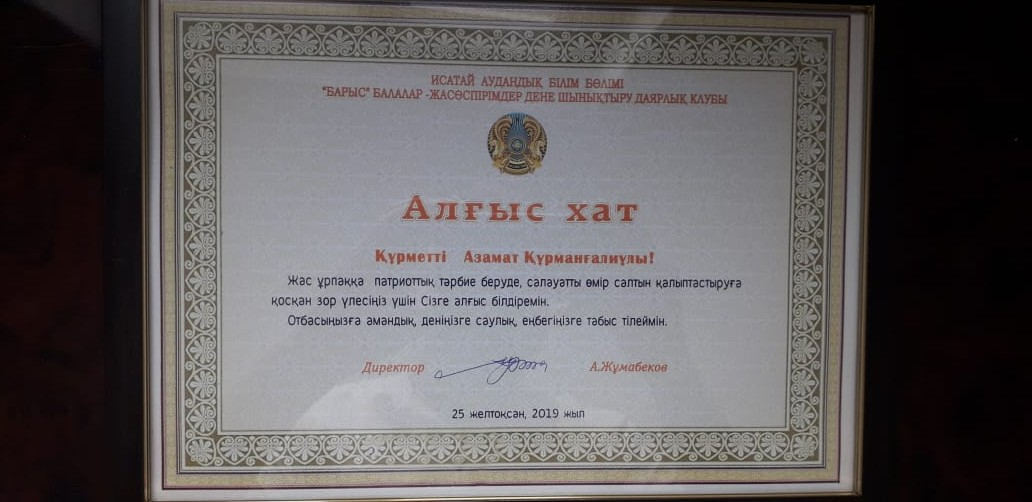 ИСАТАЙ АУДАНДЫҚ БІЛІМ БӨЛІМІ
"БАРЫС" БАЛАЛАР -ЖАСӨСПІРІМДЕР ДЕНЕ ШЫНЫҚТЫРУ ДАЯРЛЫҚ КЛУБЫ
Алғыс хат
Құрметті Азамат Құрманғалиұлы!
Жас ұрпаққа патриоттық тәрбие беруде, салауатты өмір салтын қалыптастыруға
қосқан зор үлесіңіз үшін Сізге алғыс білдіремін.
Отбасыңызға амандық, деніңізге саулық, еңбегіңізге табыс тілеймін.
Директор А.Жұмабеков
25 желтоқсан, 2019 жыл